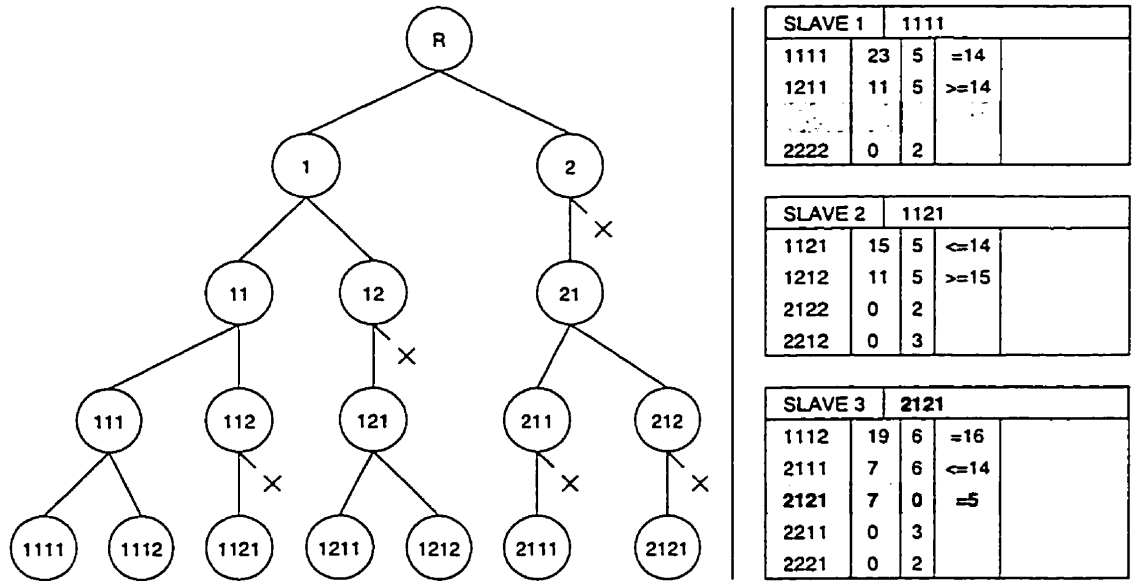 R
1 2
11 12 21
111 112 121 211 212
1111 1112 1121 1211 1212 2111 2121
SLAVE 1 1111
1111 23 5 =14
1211 11 5 >=14
2222 0 2
SLAVE 2 1121
1121 15 5 <=14
1212 11 5 >=15
2122 0 2
2212 0 3
SLAVE 3 2121
1112 19 6 =16
2111 7 6 <=14
2121 7 0 =5
2211 0 3
2221 0 2